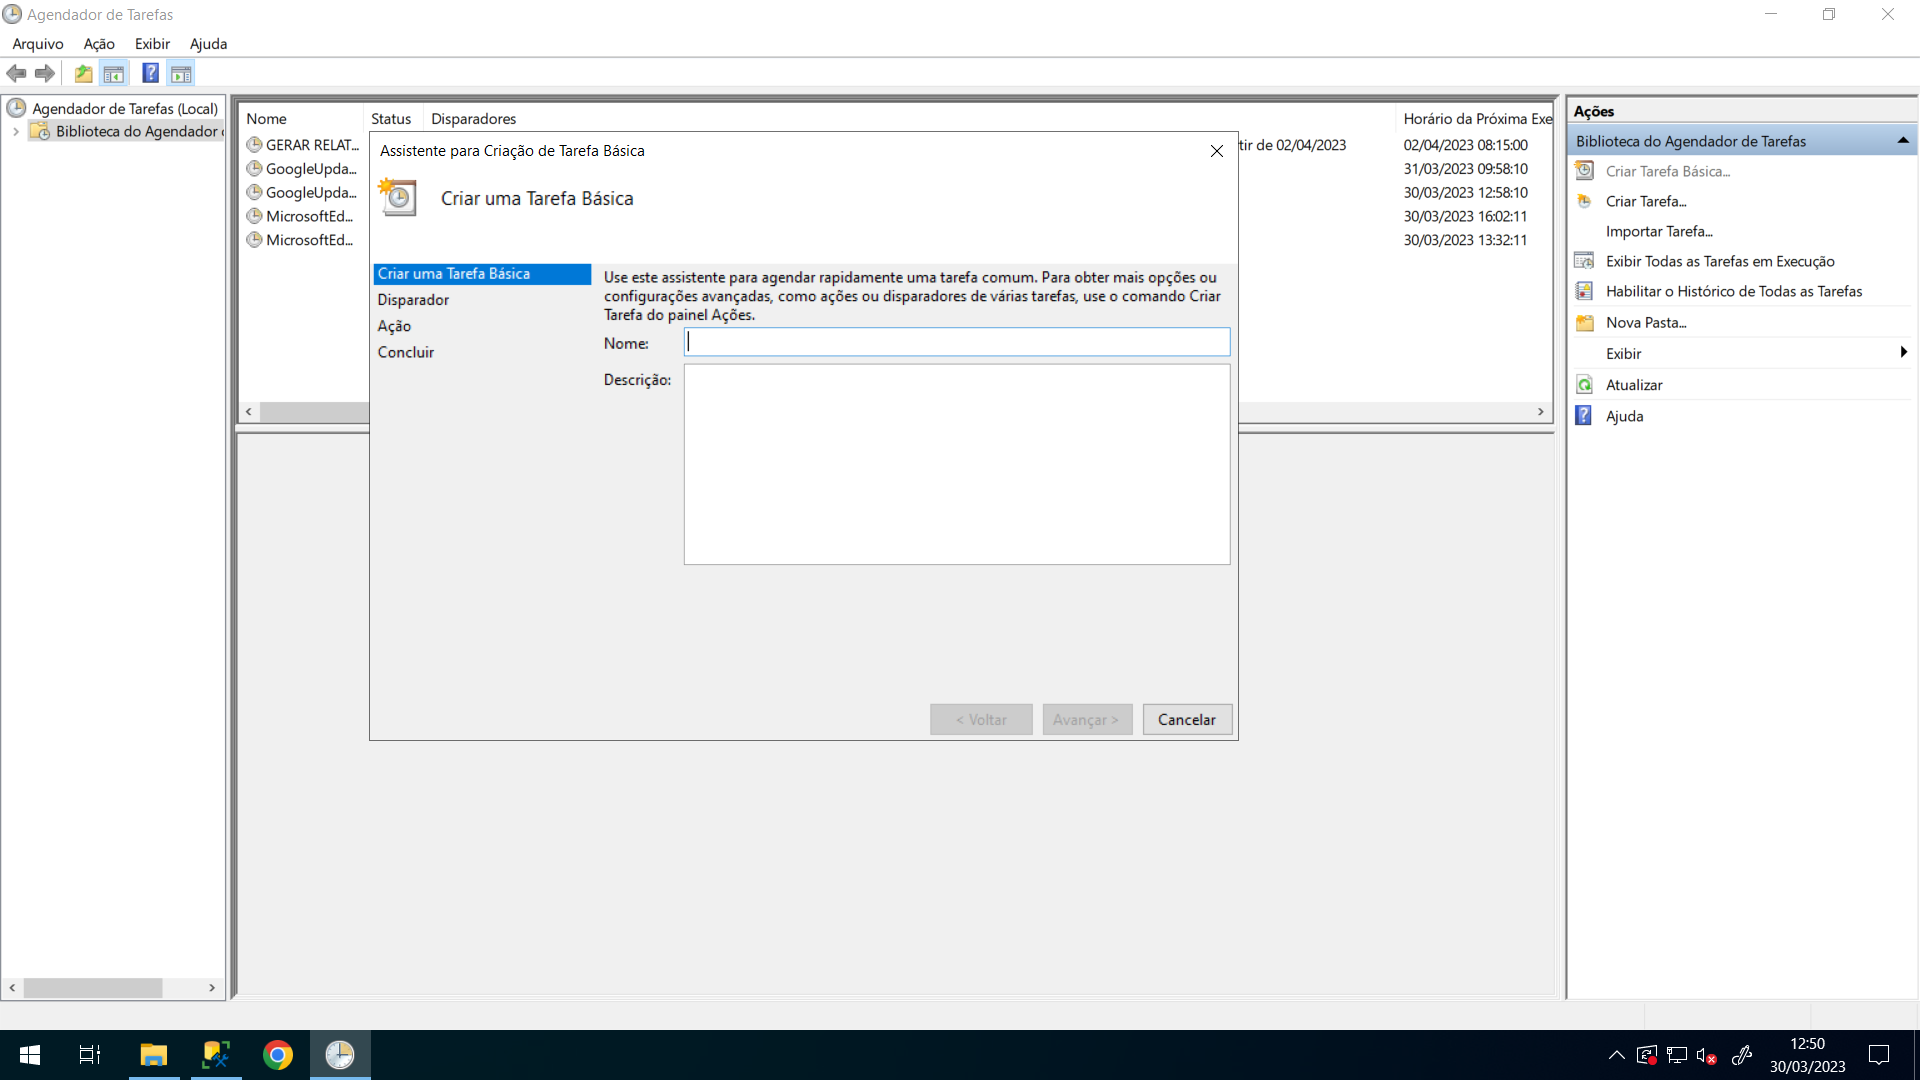 Agendador de Tarefas
Arquivo Ação Exibir Ajuda
Agendador de Tarefas (Local)
Biblioteca do Agendador
Nome Status Disparadores Horário da Próxima Exe
GERAR RELAT... tir de 02/04/2023 02/04/2023 08:15:00
GoogleUpda... 31/03/2023 09:58:10
GoogleUpda... 30/03/2023 12:58:10
MicrosoftEd... 30/03/2023 16:02:11
MicrosoftEd... 30/03/2023 13:32:11
Assistente para Criação de Tarefa Básica
Criar uma Tarefa Básica
Criar uma Tarefa Básica
Disparador
Ação
Concluir
Use este assistente para agendar rapidamente uma tarefa comum. Para obter mais opções ou
configurações avançadas, como ações ou disparadores de várias tarefas, use o comando Criar
Tarefa do painel Ações.
Nome:
Descrição:
< Voltar Avançar > Cancelar
Ações
Biblioteca do Agendador de Tarefas
Criar Tarefa Básica...
Criar Tarefa...
Importar Tarefa...
Exibir Todas as Tarefas em Execução
Habilitar o Histórico de Todas as Tarefas
Nova Pasta...
Exibir
Atualizar
Ajuda
12:50
30/03/2023